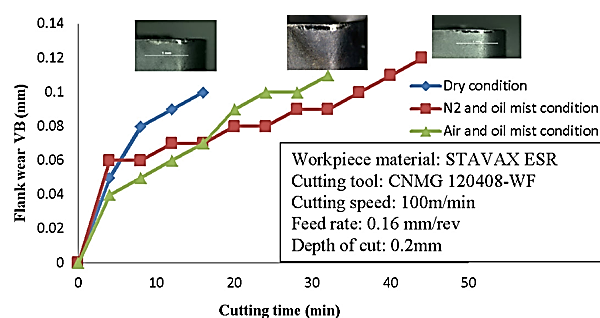 0.14
0.12
0.1
0.08
0.06
0.04
0.02
0
Flank wear VB (mm)
0
10
20
30
40
50
Cutting time (min)
Dry condition
N2 and oil mist condition
Air and oil mist condition
Workpiece material: STAVAX ESR
Cutting tool: CNMG 120408-WF
Cutting speed: 100m/min
Feed rate: 0.16 mm/rev
Depth of cut: 0.2mm